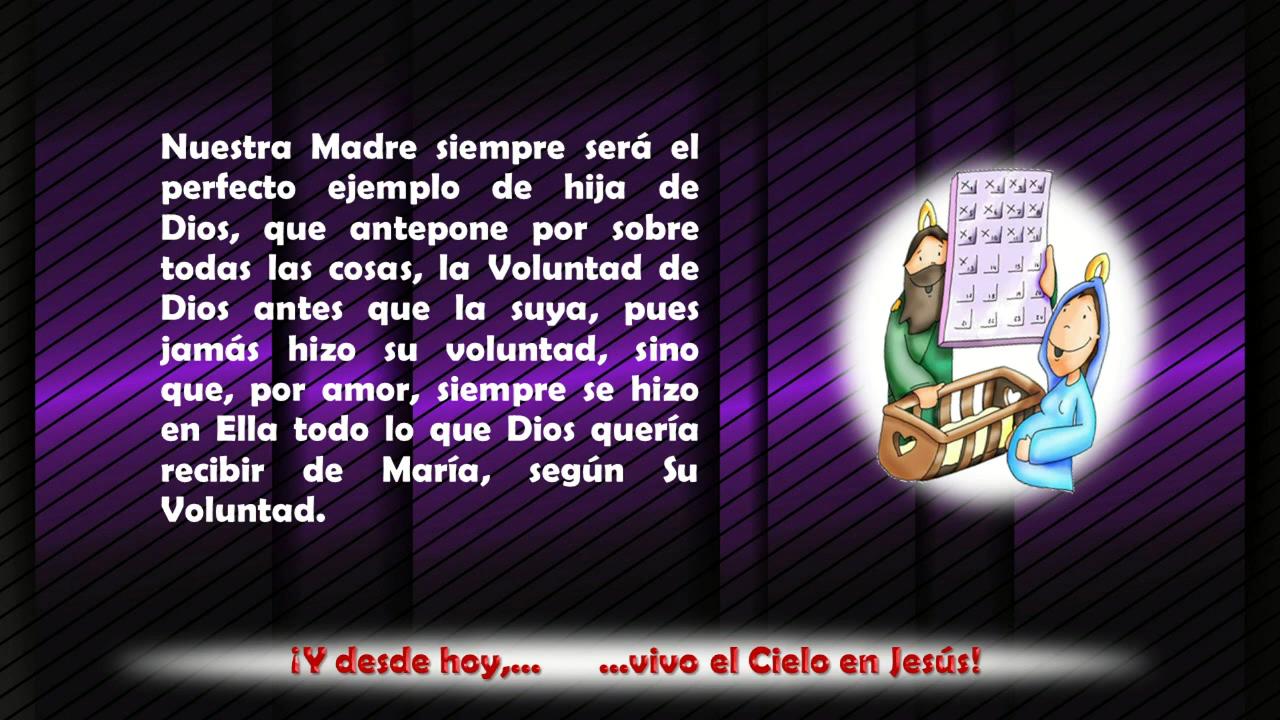 Nuestra Madre siempre será el
perfecto ejemplo de hija de
Dios, que antepone por sobre
todas las cosas, la Voluntad de
Dios antes que la suya, pues
jamás hizo su voluntad, sino
que, por amor, siempre se hizo
en Ella todo lo que Dios quería
recibir de María, según Su
Voluntad.
¡Y desde hoy,... ...vivo el Cielo en Jesús!